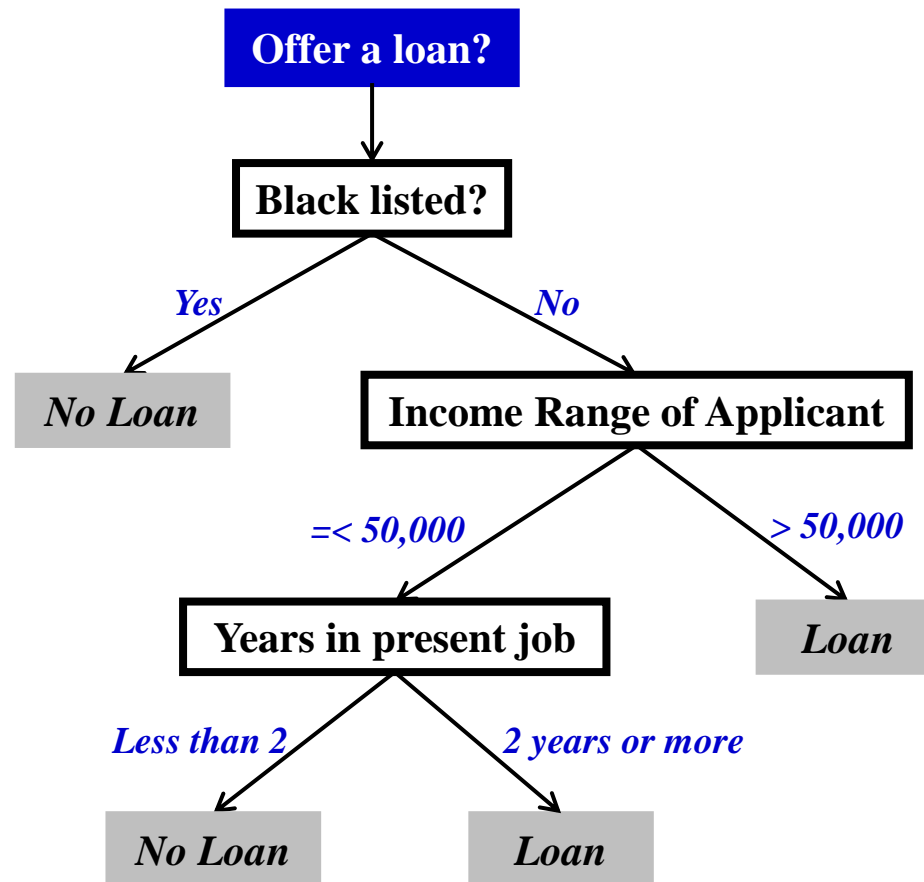 Offer a loan?
Black listed?
Yes
No
No Loan
Income Range of Applicant
=< 50,000
> 50,000
Years in present job
Loan
Less than 2
2 years or more
No Loan
Loan